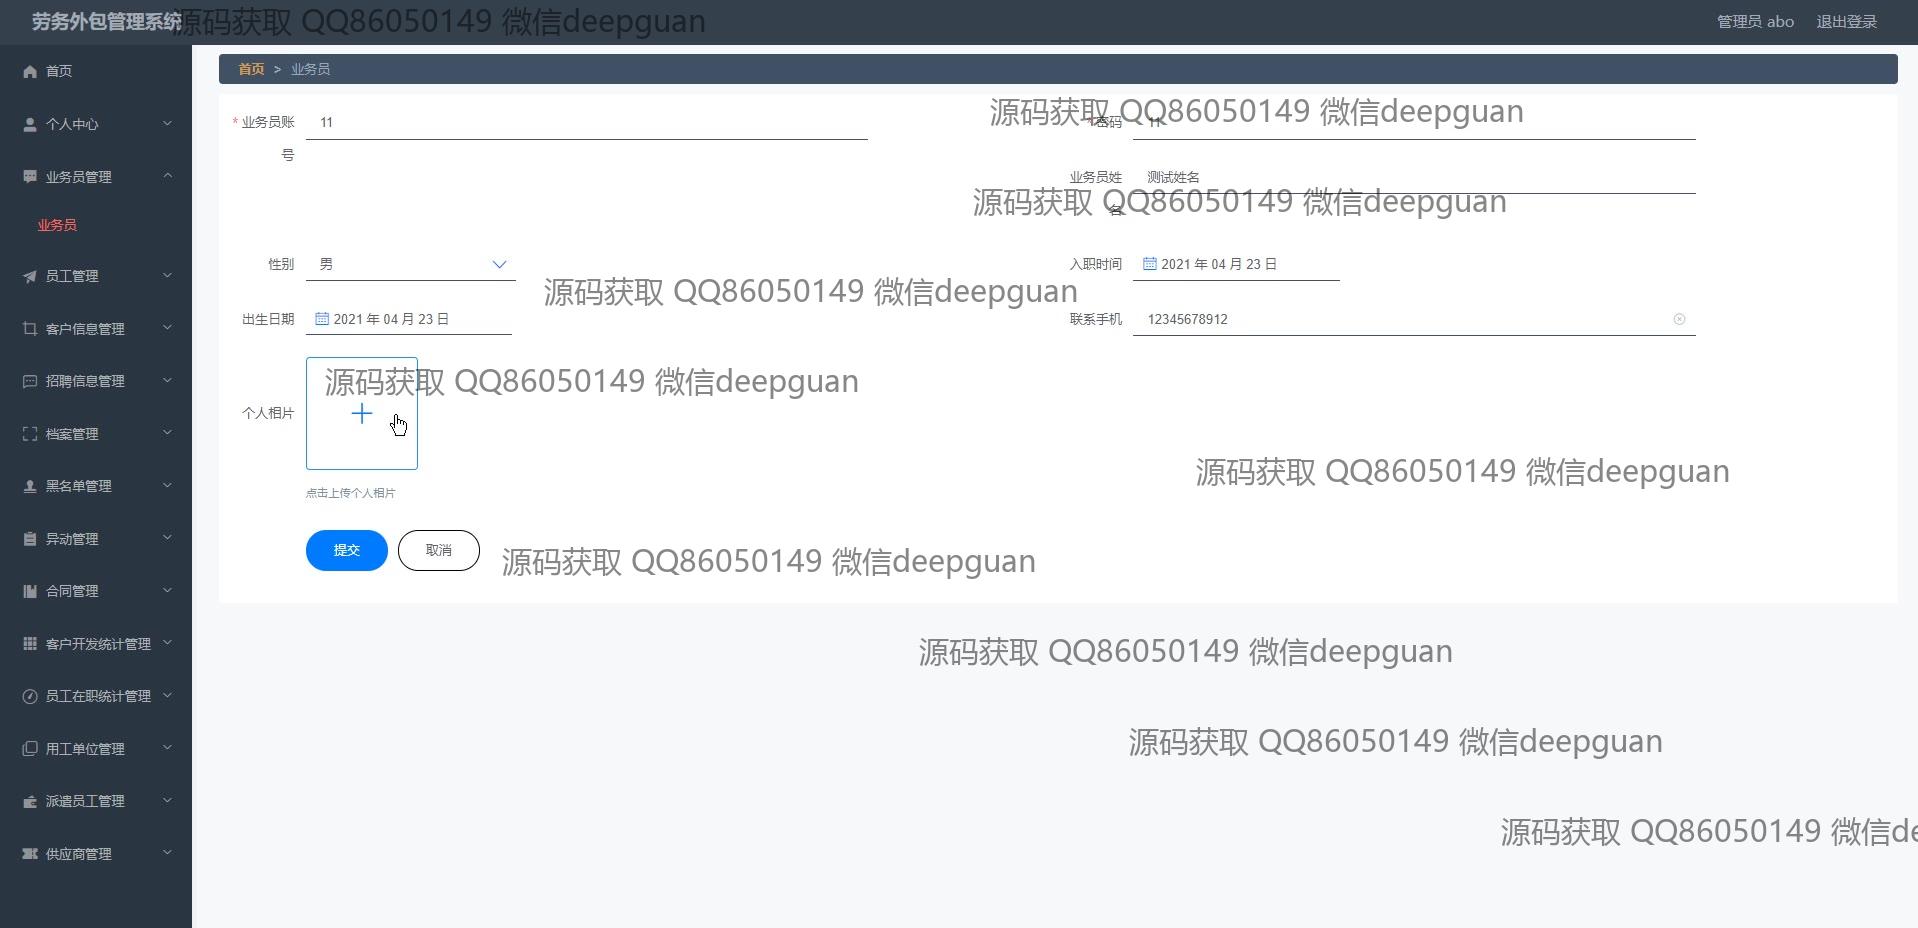 劳务外包管理系统
源码获取 QQ86050149 微信deepguan
管理员 abo
退出登录
首页
个人中心
业务员管理
业务员
员工管理
客户信息管理
招聘信息管理
档案管理
黑名单管理
异动管理
合同管理
客户开发统计管理
员工在职统计管理
用工单位管理
派遣员工管理
供应商管理
首页 > 业务员
源码获取 QQ86050149 微信deepguan
* 业务员账号
11
* 密码
11
业务员姓名
测试姓名
源码获取 QQ86050149 微信deepguan
性别
男
入职时间
2021 年 04 月 23 日
源码获取 QQ86050149 微信deepguan
出生日期
2021 年 04 月 23 日
联系手机
12345678912
源码获取 QQ86050149 微信deepguan
个人相片
源码获取 QQ86050149 微信deepguan
点击上传个人相片
提交
取消
源码获取 QQ86050149 微信deepguan
源码获取 QQ86050149 微信deepguan
源码获取 QQ86050149 微信deepguan
源码获取 QQ86050149 微信de